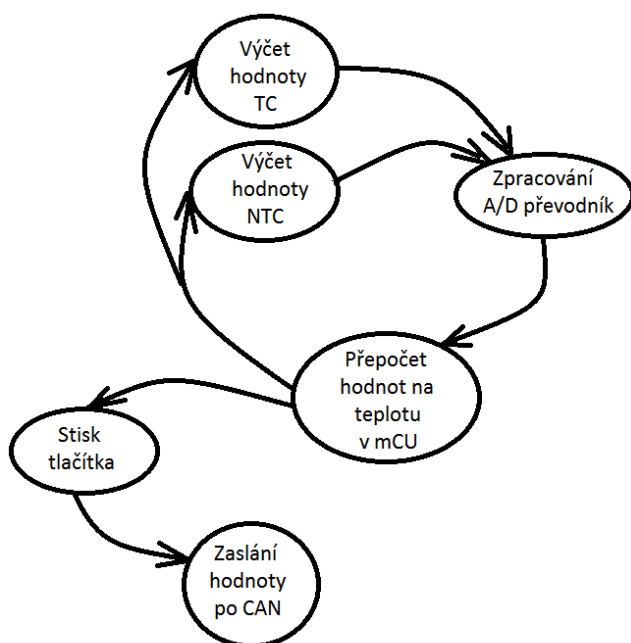 Výčet
hodnoty
TC
Výčet
hodnoty
NTC
Zpracování
A/D převodník
Přepočet
hodnot na
teplotu
v mCU
Stisk
tlačítka
Zaslání
hodnoty
po CAN